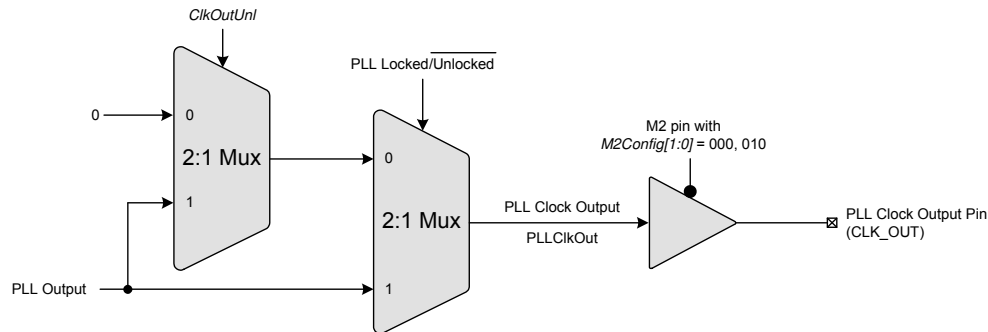 ClkOutUnl
PLL Locked/Unlocked
M2 pin with
M2Config[1:0] = 000, 010
0
0
2:1 Mux
1
0
2:1 Mux
1
PLL Clock Output
PLLClkOut
PLL Clock Output Pin
(CLK_OUT)
PLL Output